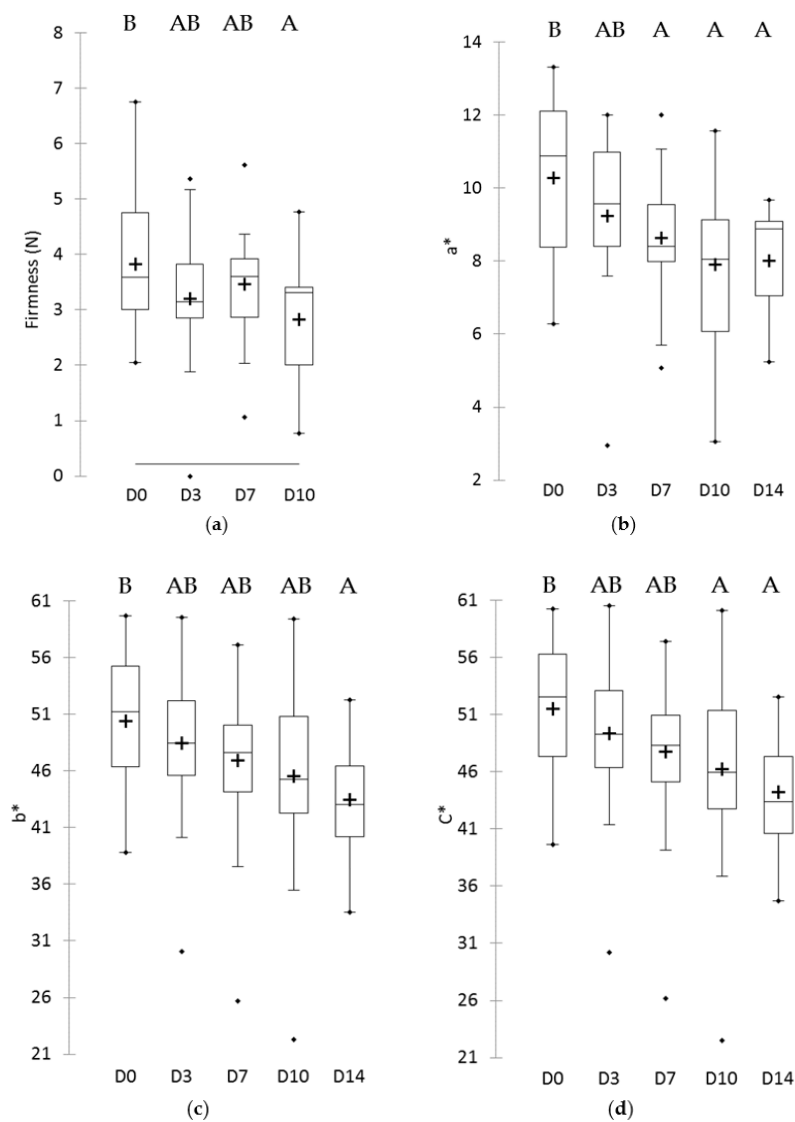 B AB AB A
Firmness (N)
8
7
6
5
4
3
2
1
0
D0 D3 D7 D10
(a)
B AB A A A
a*
14
12
10
8
6
4
2
D0 D3 D7 D10 D14
(b)
B AB AB AB A
b*
61
56
51
46
41
36
31
26
21
D0 D3 D7 D10 D14
(c)
B AB AB A A
C*
61
56
51
46
41
36
31
26
21
D0 D3 D7 D10 D14
(d)